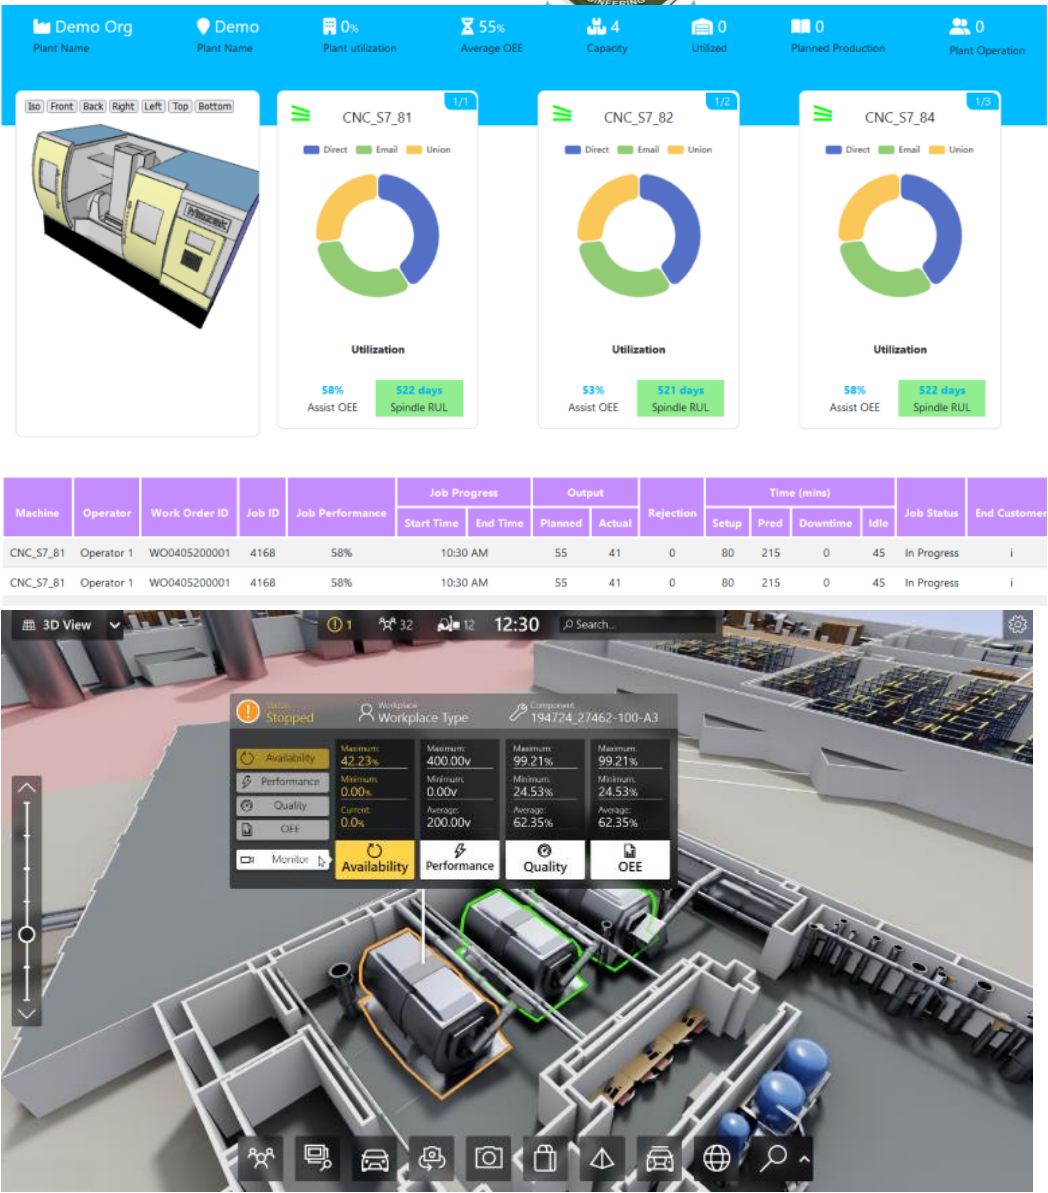 INEERING
Demo Org Demo 0% 55% 4 0 0 0
Plant Name Plant Name Plant utilization Average OEE Capacity Utilized Planned Production Plant Operation
Iso Front Back Right Left Top Bottom
1/1
CNC_S7_81
Direct Email Union
Utilization
58% 522 days
Assist OEE Spindle RUL
1/2
CNC_S7_82
Direct Email Union
Utilization
53% 521 days
Assist OEE Spindle RUL
1/3
CNC_S7_84
Direct Email Union
Utilization
58% 522 days
Assist OEE Spindle RUL
Machine Operator Work Order ID Job ID Job Performance Job Progress Output Rejection Time (mins) Job Status End Customer
Start Time End Time Planned Actual Setup Pred Downtime Idle
CNC_S7_81 Operator 1 WO0405200001 4168 58% 10:30 AM 55 41 0 80 215 0 45 In Progress i
CNC_S7_81 Operator 1 WO0405200001 4168 58% 10:30 AM 55 41 0 80 215 0 45 In Progress i
3D View 1 32 12 12:30 Search...
Status Workplace Component
Stopped Workplace Type 194724_27462-100-A3
Availability
Performance
Quality
OEE
Monitor
Maximum: Maximum: Maximum: Maximum:
42.23% 400.00v 99.21% 99.21%
Minimum: Minimum: Minimum: Minimum:
0.00% 0.00v 24.53% 24.53%
Current: Average: Average: Average:
0.0% 200.00v 62.35% 62.35%
Availability Performance Quality OEE